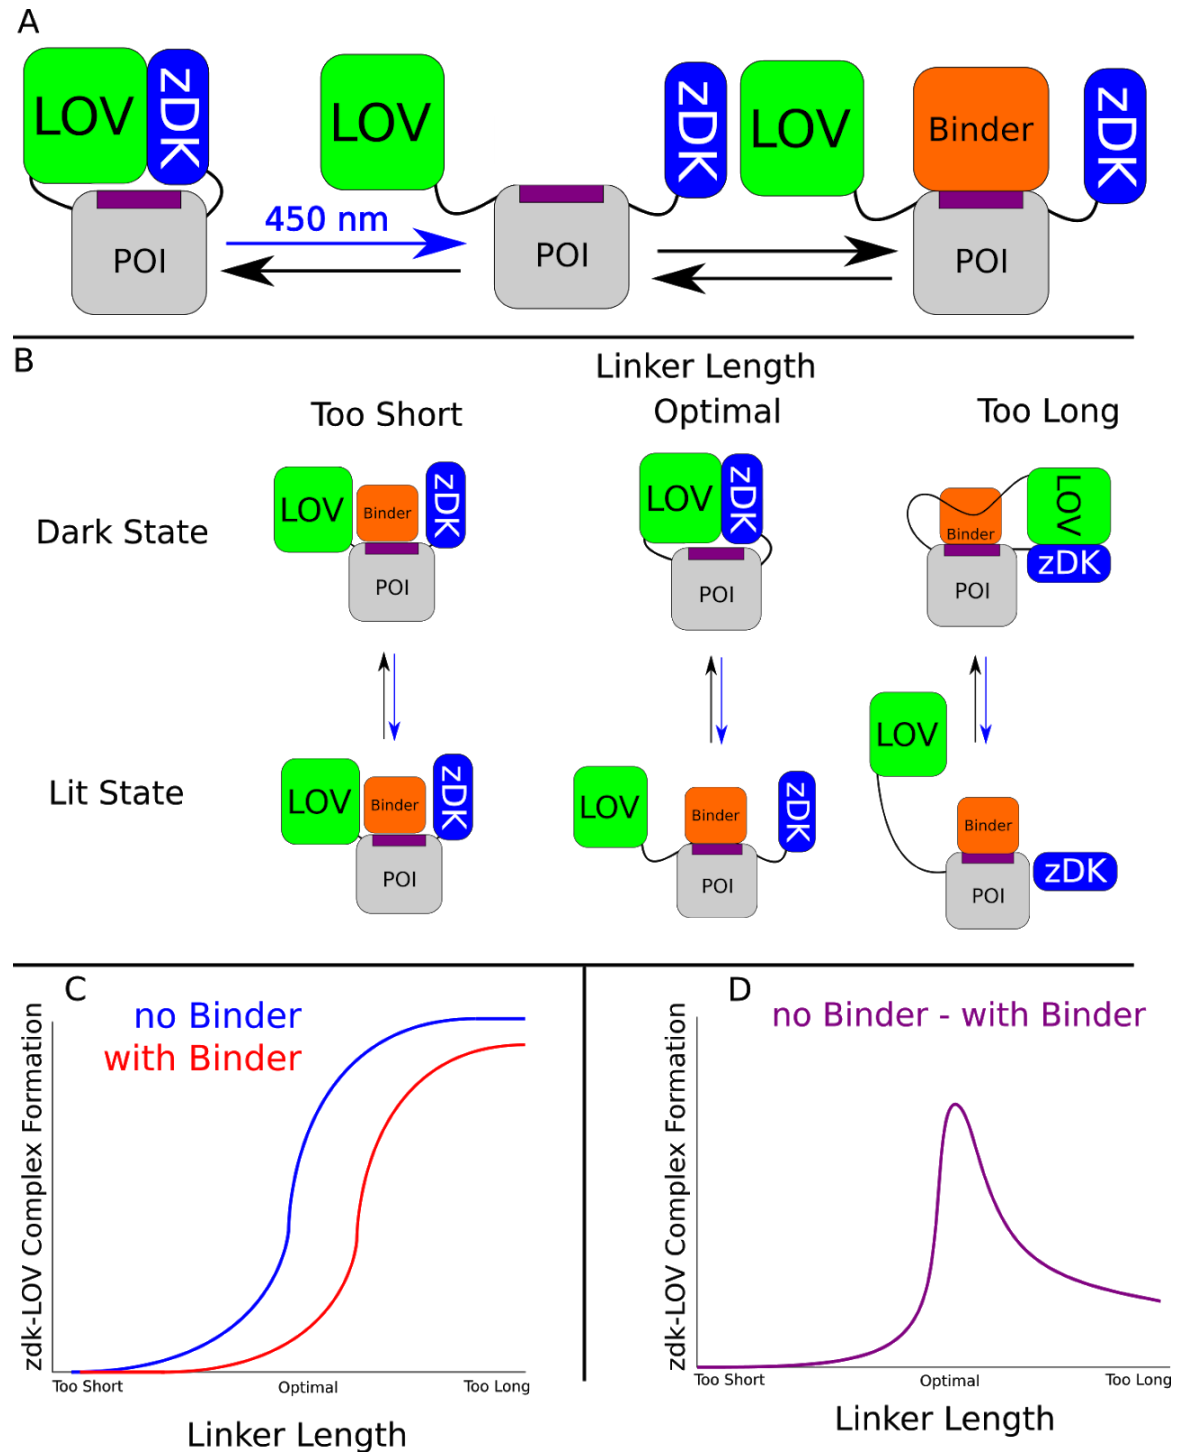 A
LOV
zDK
POI
450 nm
LOV
POI
zDK
LOV
Binder
POI
zDK
B
Linker Length
Too Short
Optimal
Too Long
Dark State
LOV
Binder
zDK
POI
LOV
zDK
POI
Binder
LOV
zDK
POI
Lit State
LOV
Binder
zDK
POI
LOV
Binder
zDK
POI
LOV
Binder
zDK
POI
C
no Binder
with Binder
zdk-LOV Complex Formation
Too Short
Optimal
Too Long
Linker Length
D
no Binder - with Binder
zdk-LOV Complex Formation
Too Short
Optimal
Too Long
Linker Length